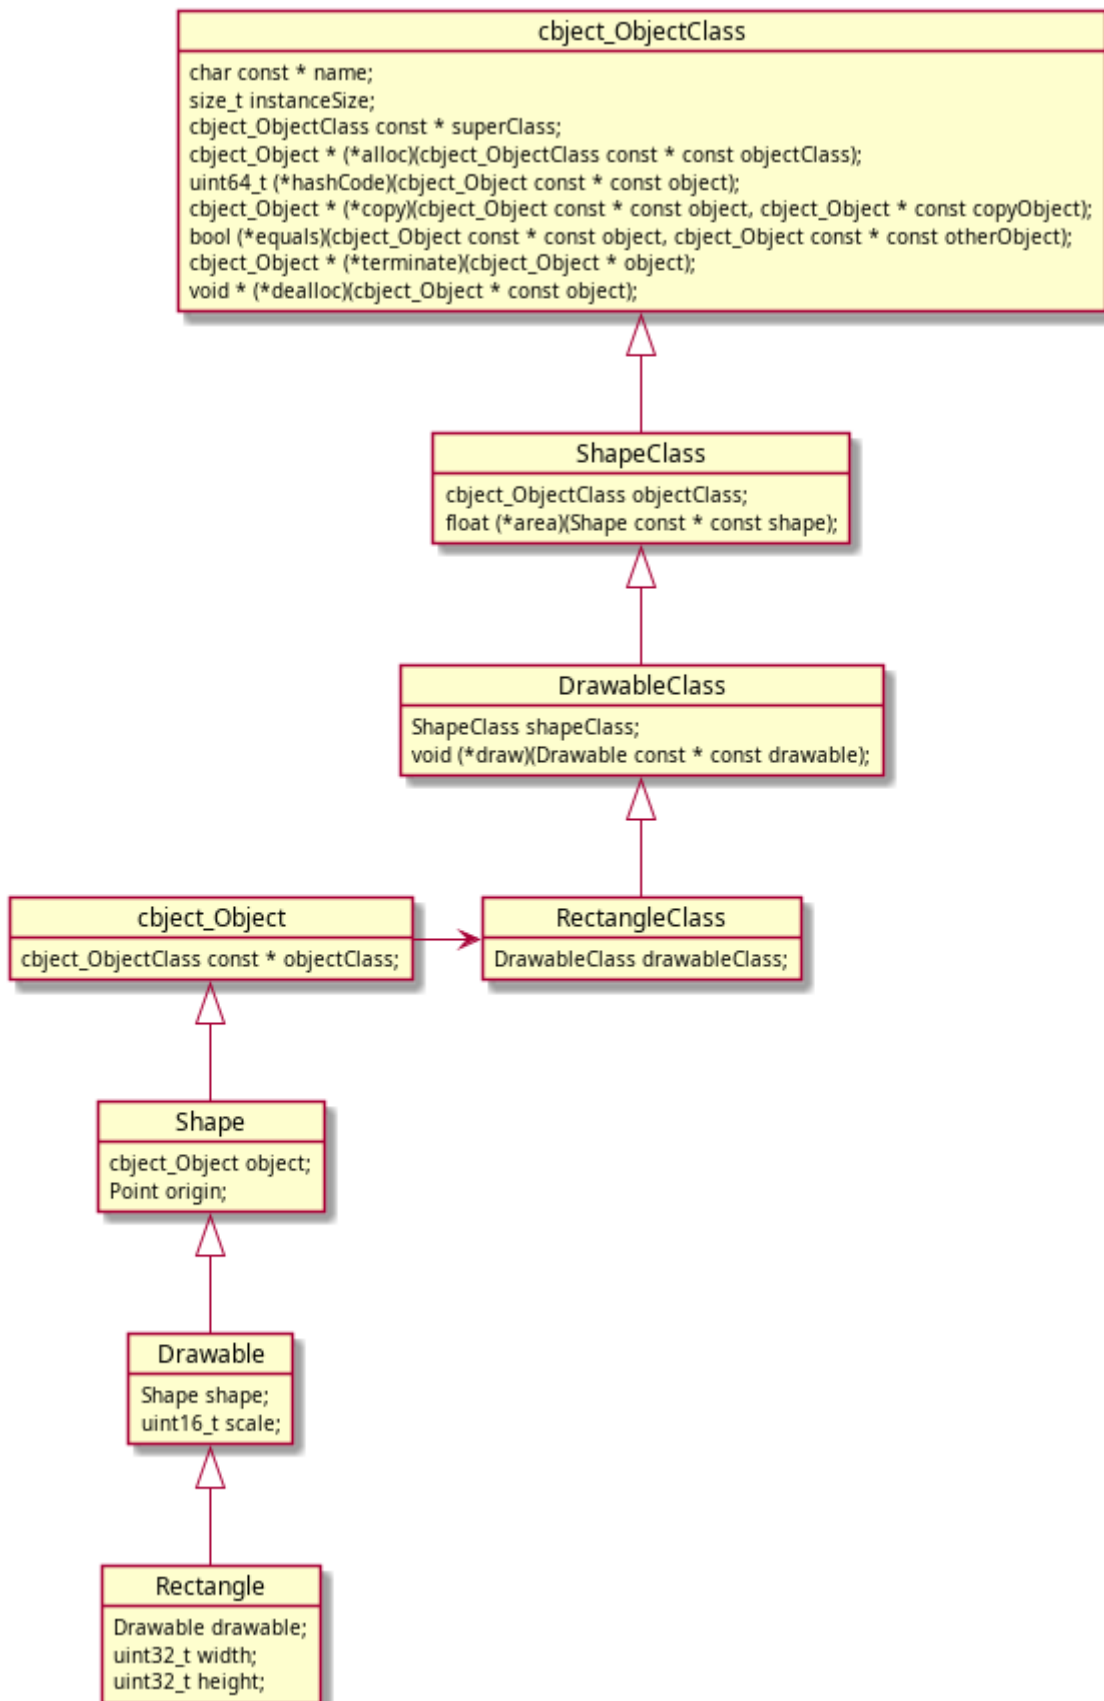 cbject_ObjectClass
char const * name;
size_t instanceSize;
cbject_ObjectClass const * superClass;
cbject_Object * (*alloc)(cbject_ObjectClass const * const objectClass);
uint64_t (*hashCode)(cbject_Object const * const object);
cbject_Object * (*copy)(cbject_Object const * const object, cbject_Object * const copyObject);
bool (*equals)(cbject_Object const * const object, cbject_Object const * const otherObject);
cbject_Object * (*terminate)(cbject_Object * object);
void * (*dealloc)(cbject_Object * const object);
ShapeClass
cbject_ObjectClass objectClass;
float (*area)(Shape const * const shape);
DrawableClass
ShapeClass shapeClass;
void (*draw)(Drawable const * const drawable);
cbject_Object
cbject_ObjectClass const * objectClass;
RectangleClass
DrawableClass drawableClass;
Shape
cbject_Object object;
Point origin;
Drawable
Shape shape;
uint16_t scale;
Rectangle
Drawable drawable;
uint32_t width;
uint32_t height;